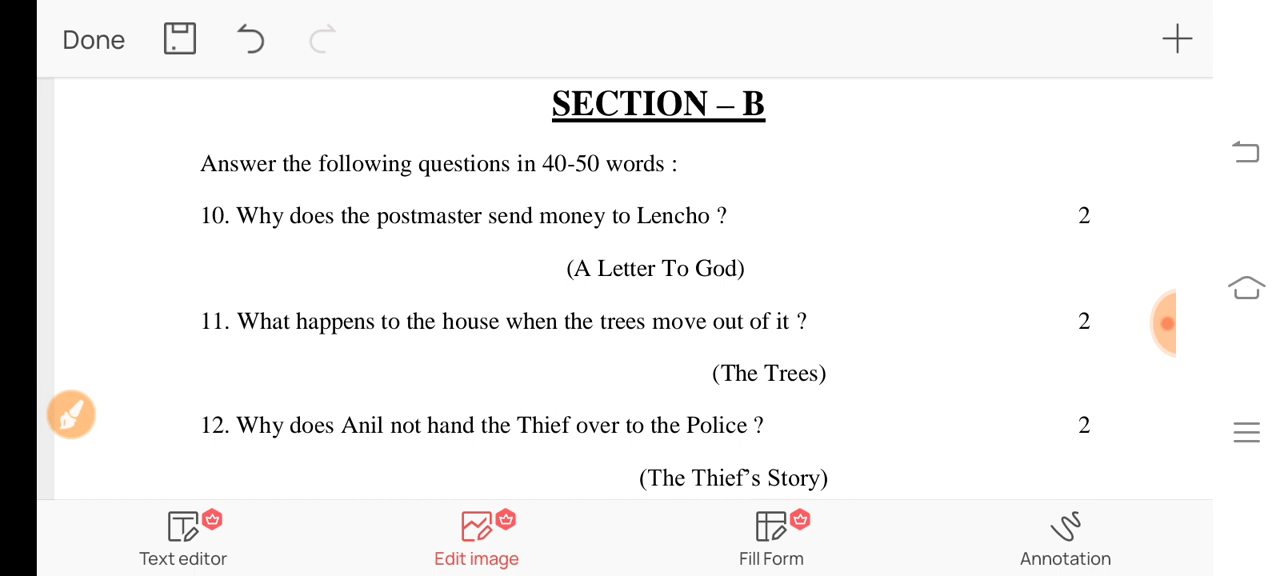 Done
SECTION – B
Answer the following questions in 40-50 words :
10. Why does the postmaster send money to Lencho ? 2
(A Letter To God)
11. What happens to the house when the trees move out of it ? 2
(The Trees)
12. Why does Anil not hand the Thief over to the Police ? 2
(The Thief's Story)
Text editor Edit image Fill Form Annotation